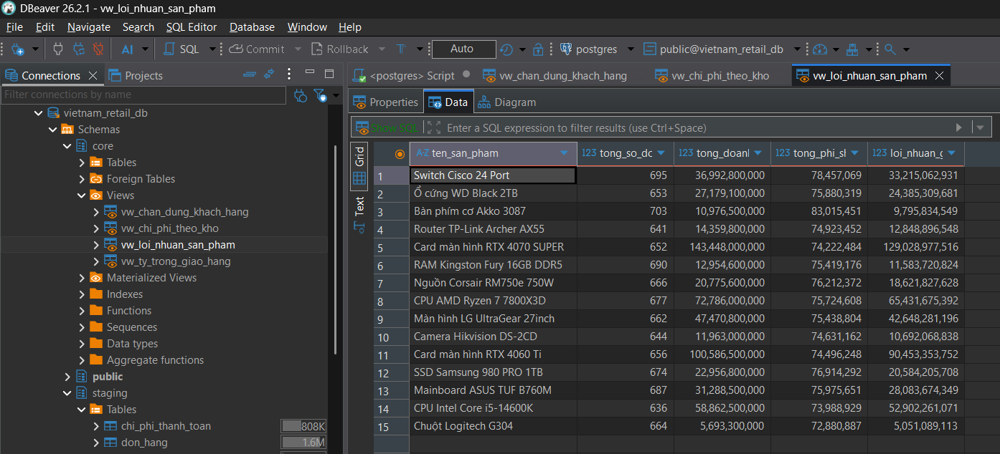 DBeaver 26.2.1 - vw_loi_nhuan_san_pham
File Edit Navigate Search SQL Editor Database Window Help
AI SQL Commit Rollback T Auto postgres public@vietnam_retail_db
Connections Projects
Filter connections by name
vietnam_retail_db
Schemas
core
Tables
Foreign Tables
Views
vw_chan_dung_khach_hang
vw_chi_phi_theo_kho
vw_loi_nhuan_san_pham
vw_ty_trong_giao_hang
Materialized Views
Indexes
Functions
Sequences
Data types
Aggregate functions
public
staging
Tables
chi_phi_thanh_toan 808K
don_hang 1.6M
<postgres> Script vw_chan_dung_khach_hang vw_chi_phi_theo_kho vw_loi_nhuan_san_pham
Properties Data Diagram
Show SQL Enter a SQL expression to filter results (use Ctrl+Space)
Grid
Text
A-Z ten_san_pham 123 tong_so_dc 123 tong_doanl 123 tong_phi_sl 123 loi_nhuan_g
1 Switch Cisco 24 Port 695 36,992,800,000 78,457,069 33,215,062,931
2 Ổ cứng WD Black 2TB 653 27,179,100,000 75,880,319 24,385,309,681
3 Bàn phím cơ Akko 3087 703 10,976,500,000 83,015,451 9,795,834,549
4 Router TP-Link Archer AX55 641 14,359,800,000 74,923,452 12,848,896,548
5 Card màn hình RTX 4070 SUPER 652 143,448,000,000 74,222,484 129,028,977,516
6 RAM Kingston Fury 16GB DDR5 690 12,954,600,000 75,419,176 11,583,720,824
7 Nguồn Corsair RM750e 750W 666 20,775,600,000 76,212,372 18,621,827,628
8 CPU AMD Ryzen 7 7800X3D 677 72,786,000,000 75,724,608 65,431,675,392
9 Màn hình LG UltraGear 27inch 662 47,470,800,000 75,438,804 42,648,281,196
10 Camera Hikvision DS-2CD 644 11,963,000,000 74,631,162 10,692,068,838
11 Card màn hình RTX 4060 Ti 656 100,586,500,000 74,496,248 90,453,353,752
12 SSD Samsung 980 PRO 1TB 674 22,956,800,000 76,914,292 20,584,205,708
13 Mainboard ASUS TUF B760M 687 31,288,500,000 75,975,651 28,083,674,349
14 CPU Intel Core i5-14600K 636 58,862,500,000 73,988,929 52,902,261,071
15 Chuột Logitech G304 664 5,693,300,000 72,880,887 5,051,089,113